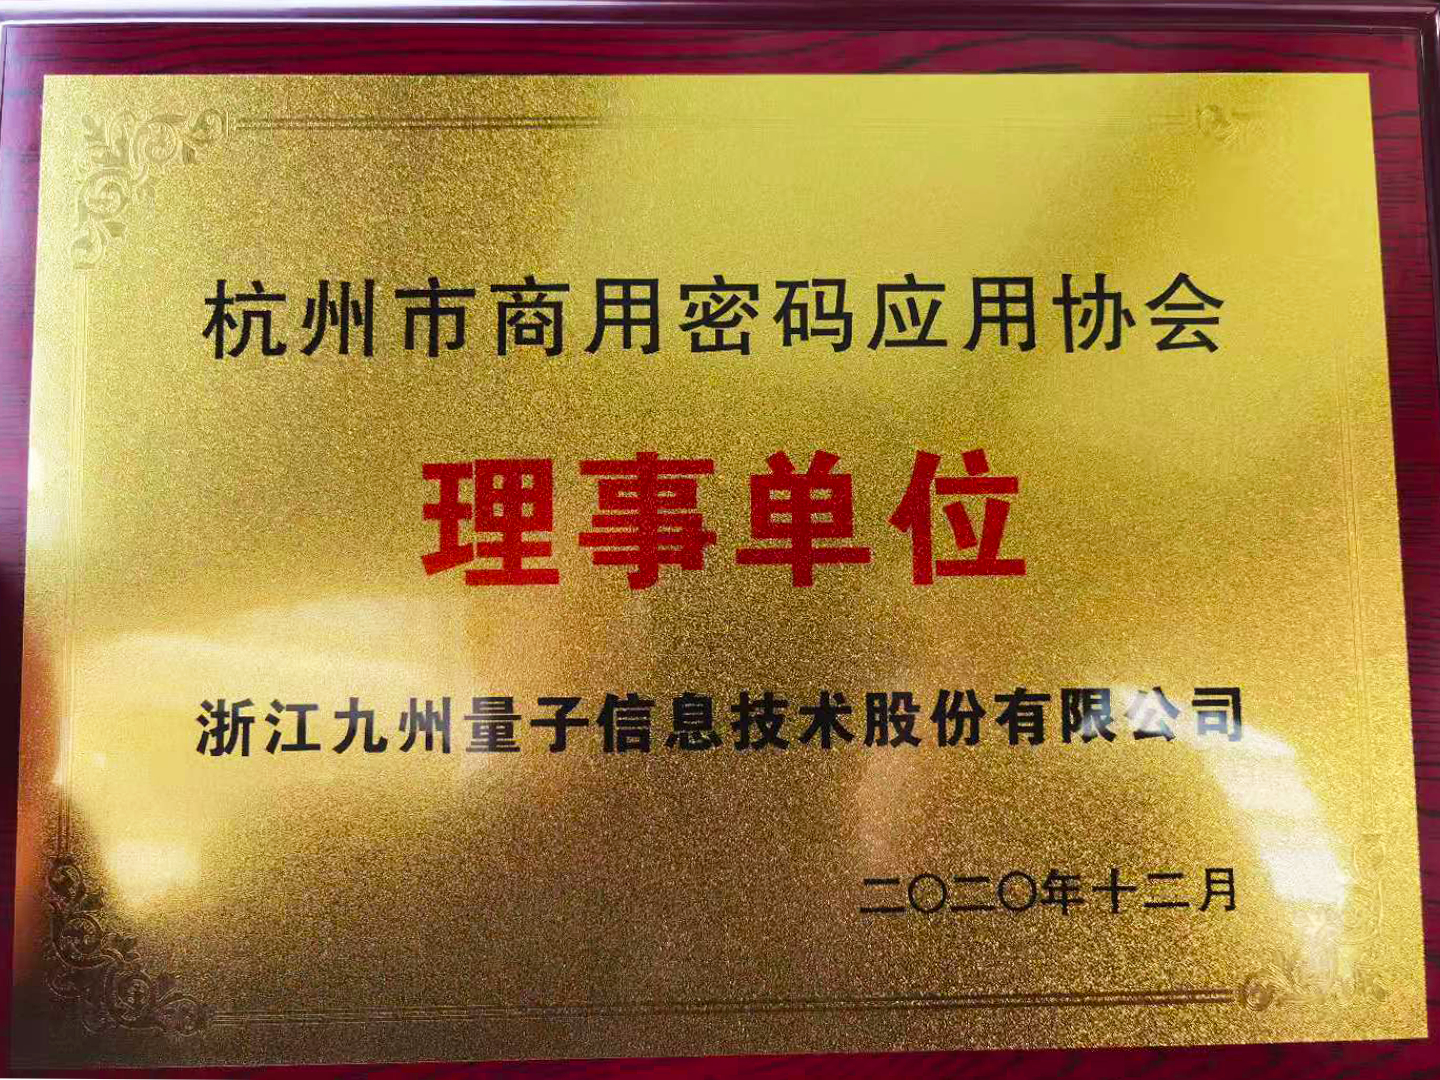 杭州市商用密码应用协会
理事单位
浙江九州量子信息技术股份有限公司
二〇二〇年十二月